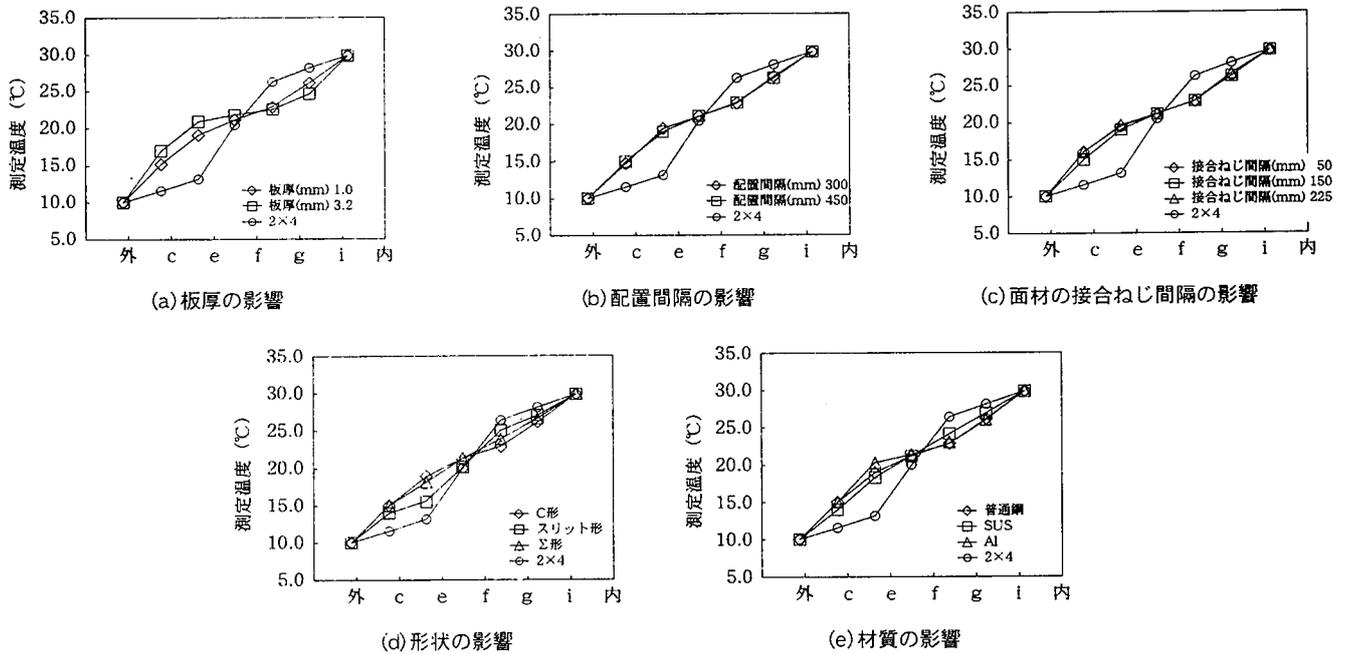 35.0
30.0
25.0
20.0
15.0
10.0
5.0
測定温度 (℃)
板厚(mm) 1.0
板厚(mm) 3.2
2×4
外 c e f g i 内
(a)板厚の影響
35.0
30.0
25.0
20.0
15.0
10.0
5.0
測定温度 (℃)
配置間隔(mm) 300
配置間隔(mm) 450
2×4
外 c e f g i 内
(b)配置間隔の影響
35.0
30.0
25.0
20.0
15.0
10.0
5.0
測定温度 (℃)
接合ねじ間隔(mm) 50
接合ねじ間隔(mm) 150
接合ねじ間隔(mm) 225
2×4
外 c e f g i 内
(c)面材の接合ねじ間隔の影響
35.0
30.0
25.0
20.0
15.0
10.0
5.0
測定温度 (℃)
C形
スリット形
Σ形
2×4
外 c e f g i 内
(d)形状の影響
35.0
30.0
25.0
20.0
15.0
10.0
5.0
測定温度 (℃)
普通鋼
SUS
Al
2×4
外 c e f g i 内
(e)材質の影響